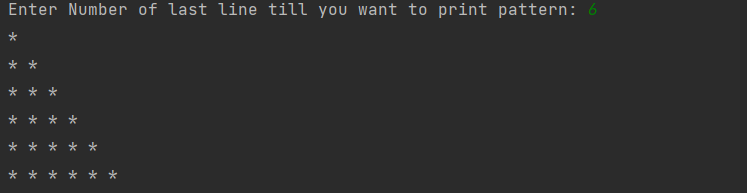 Enter Number of last line till you want to print pattern: 6
*
* *
* * *
* * * *
* * * * *
* * * * * *